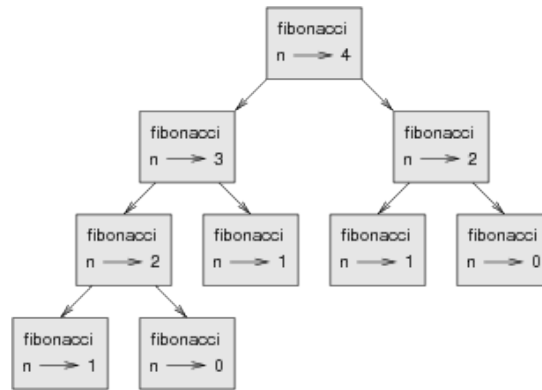 fibonacci
n → 4
fibonacci
n → 3
fibonacci
n → 2
fibonacci
n → 2
fibonacci
n → 1
fibonacci
n → 1
fibonacci
n → 0
fibonacci
n → 1
fibonacci
n → 0